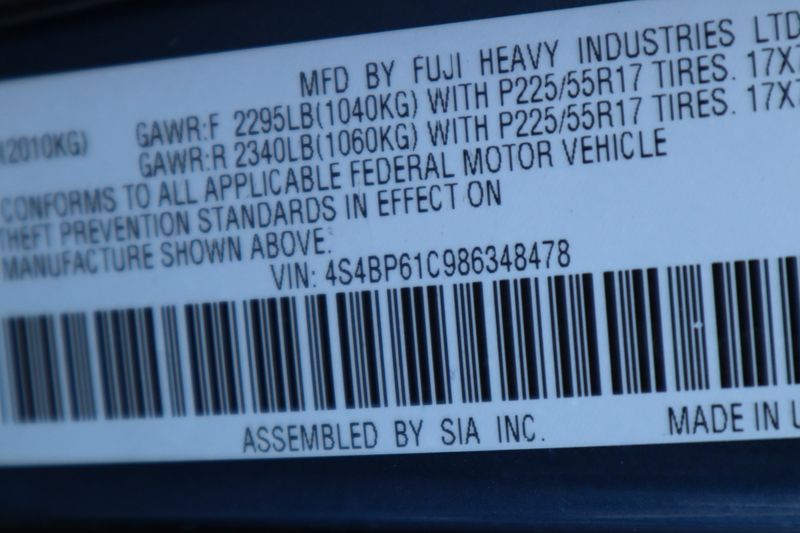 MFD BY FUJI HEAVY INDUSTRIES LTD
(2010KG) GAWR:F 2295LB(1040KG) WITH P225/55R17 TIRES. 17X7
GAWR:R 2340LB(1060KG) WITH P225/55R17 TIRES. 17X7
CONFORMS TO ALL APPLICABLE FEDERAL MOTOR VEHICLE
THEFT PREVENTION STANDARDS IN EFFECT ON
MANUFACTURE SHOWN ABOVE.
VIN: 4S4BP61C986348478
ASSEMBLED BY SIA INC. MADE IN U